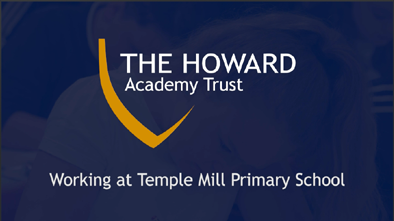 THE HOWARD
Academy Trust
Working at Temple Mill Primary School